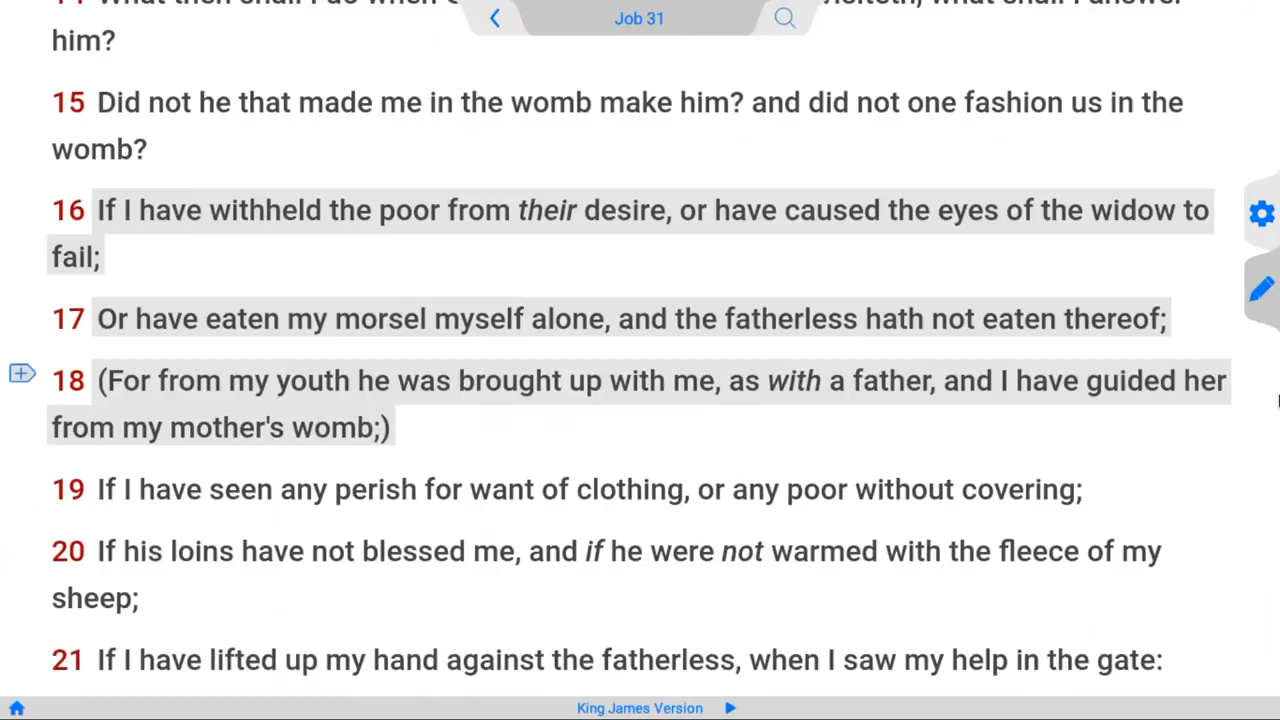 Job 31
him?
15 Did not he that made me in the womb make him? and did not one fashion us in the
womb?
16 If I have withheld the poor from their desire, or have caused the eyes of the widow to
fail;
17 Or have eaten my morsel myself alone, and the fatherless hath not eaten thereof;
18 (For from my youth he was brought up with me, as with a father, and I have guided her
from my mother's womb;)
19 If I have seen any perish for want of clothing, or any poor without covering;
20 If his loins have not blessed me, and if he were not warmed with the fleece of my
sheep;
21 If I have lifted up my hand against the fatherless, when I saw my help in the gate:
King James Version